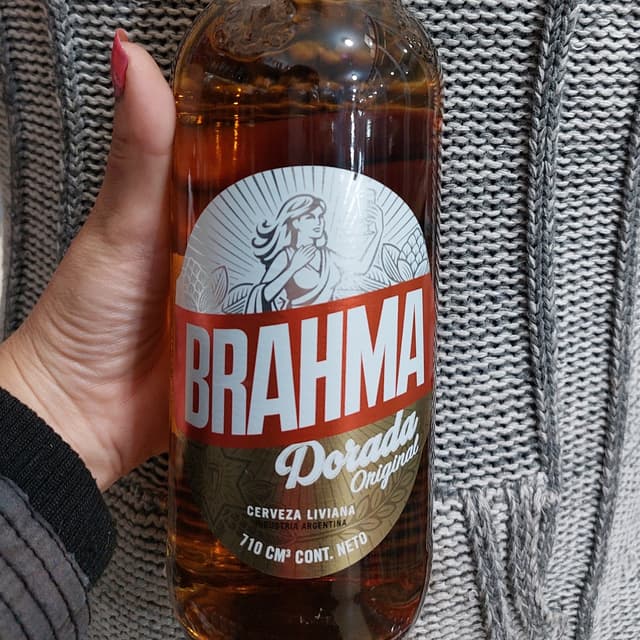 BRAHMA
Dorada
Original
CERVEZA LIVIANA
INDUSTRIA ARGENTINA
710 CM³ CONT. NETO